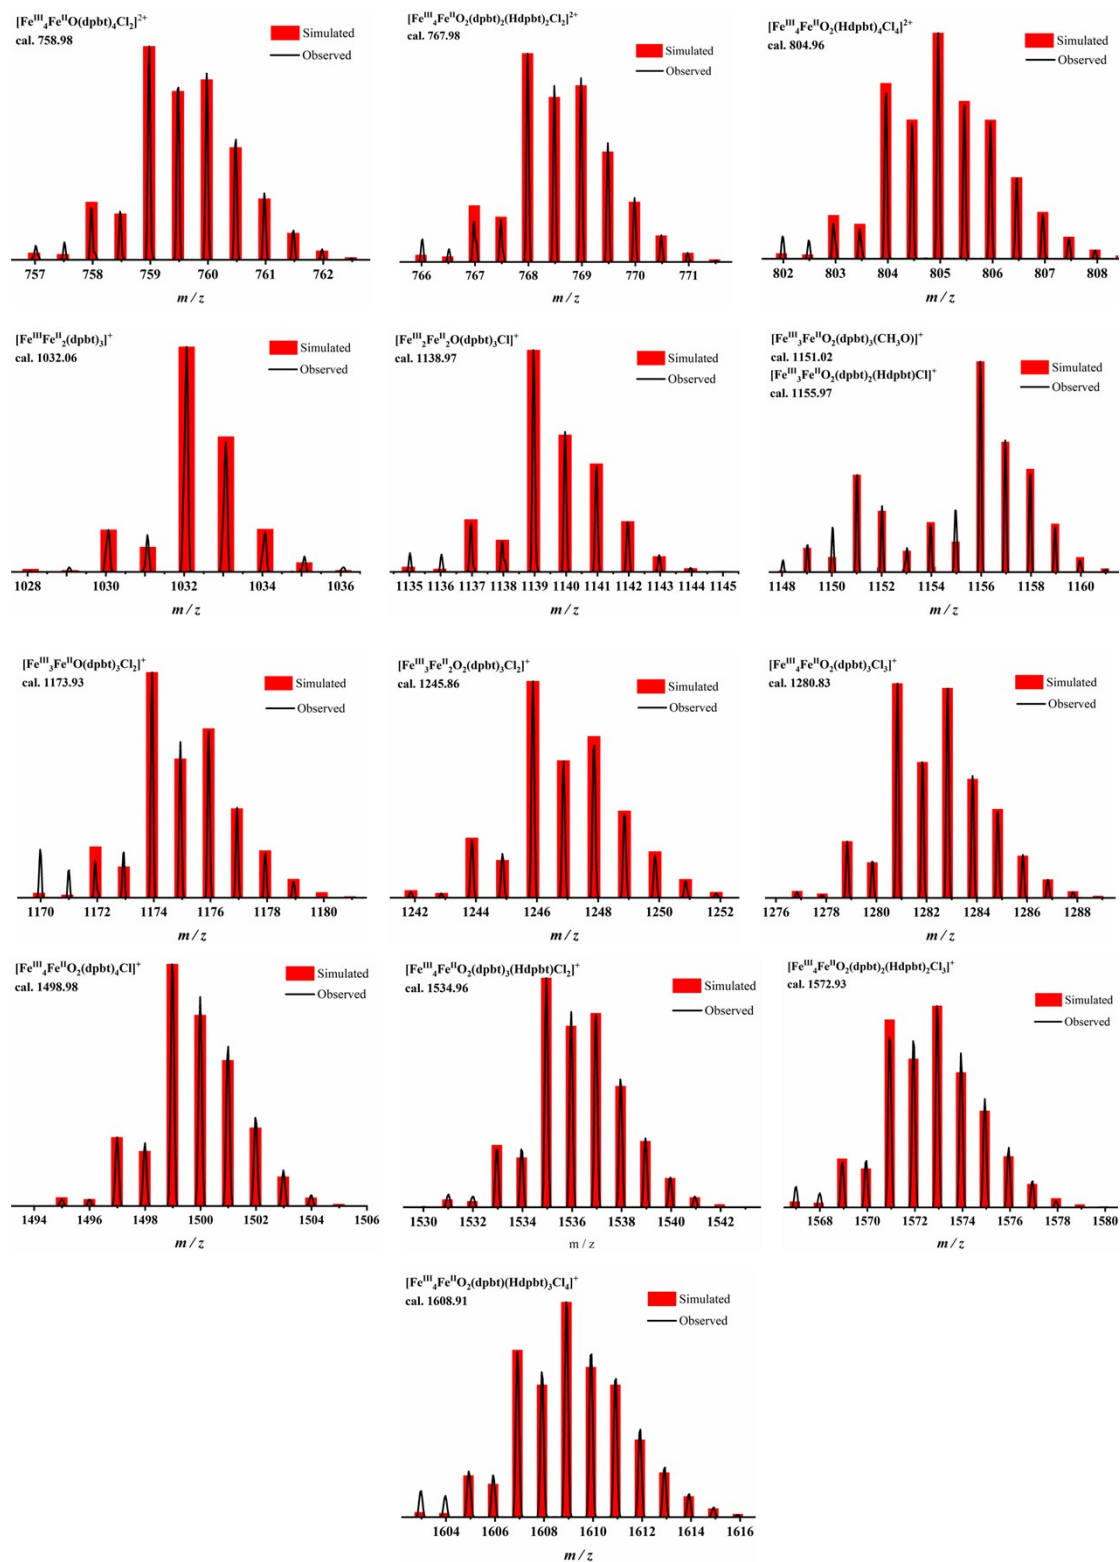 [Fe^III_4Fe^IIO(dpbt)_4Cl_2]^2+
cal. 758.98
Simulated
Observed
757 758 759 760 761 762
m / z
[Fe^III_4Fe^IIO_2(dpbt)_2(Hdpbt)_2Cl_2]^2+
cal. 767.98
Simulated
Observed
766 767 768 769 770 771
m / z
[Fe^III_4Fe^IIO_2(Hdpbt)_4Cl_4]^2+
cal. 804.96
Simulated
Observed
802 803 804 805 806 807 808
m / z
[Fe^IIIFe^II_2(dpbt)_3]^+
cal. 1032.06
Simulated
Observed
1028 1030 1032 1034 1036
m / z
[Fe^III_2Fe^II_2O(dpbt)_3Cl]^+
cal. 1138.97
Simulated
Observed
1135 1136 1137 1138 1139 1140 1141 1142 1143 1144 1145
m / z
[Fe^III_3Fe^IIO_2(dpbt)_3(CH_3O)]^+
cal. 1151.02
[Fe^III_3Fe^IIO_2(dpbt)_2(Hdpbt)Cl]^+
cal. 1155.97
Simulated
Observed
1148 1150 1152 1154 1156 1158 1160
m / z
[Fe^III_3Fe^IIO(dpbt)_3Cl_2]^+
cal. 1173.93
Simulated
Observed
1170 1172 1174 1176 1178 1180
m / z
[Fe^III_3Fe^II_2O_2(dpbt)_3Cl_2]^+
cal. 1245.86
Simulated
Observed
1242 1244 1246 1248 1250 1252
m / z
[Fe^III_4Fe^IIO_2(dpbt)_3Cl_3]^+
cal. 1280.83
Simulated
Observed
1276 1278 1280 1282 1284 1286 1288
m / z
[Fe^III_4Fe^IIO_2(dpbt)_4Cl]^+
cal. 1498.98
Simulated
Observed
1494 1496 1498 1500 1502 1504 1506
m / z
[Fe^III_4Fe^IIO_2(dpbt)_3(Hdpbt)Cl_2]^+
cal. 1534.96
Simulated
Observed
1530 1532 1534 1536 1538 1540 1542
m / z
[Fe^III_4Fe^IIO_2(dpbt)_2(Hdpbt)_2Cl_3]^+
cal. 1572.93
Simulated
Observed
1568 1570 1572 1574 1576 1578 1580
m / z
[Fe^III_4Fe^IIO_2(dpbt)(Hdpbt)_3Cl_4]^+
cal. 1608.91
Simulated
Observed
1604 1606 1608 1610 1612 1614 1616
m / z